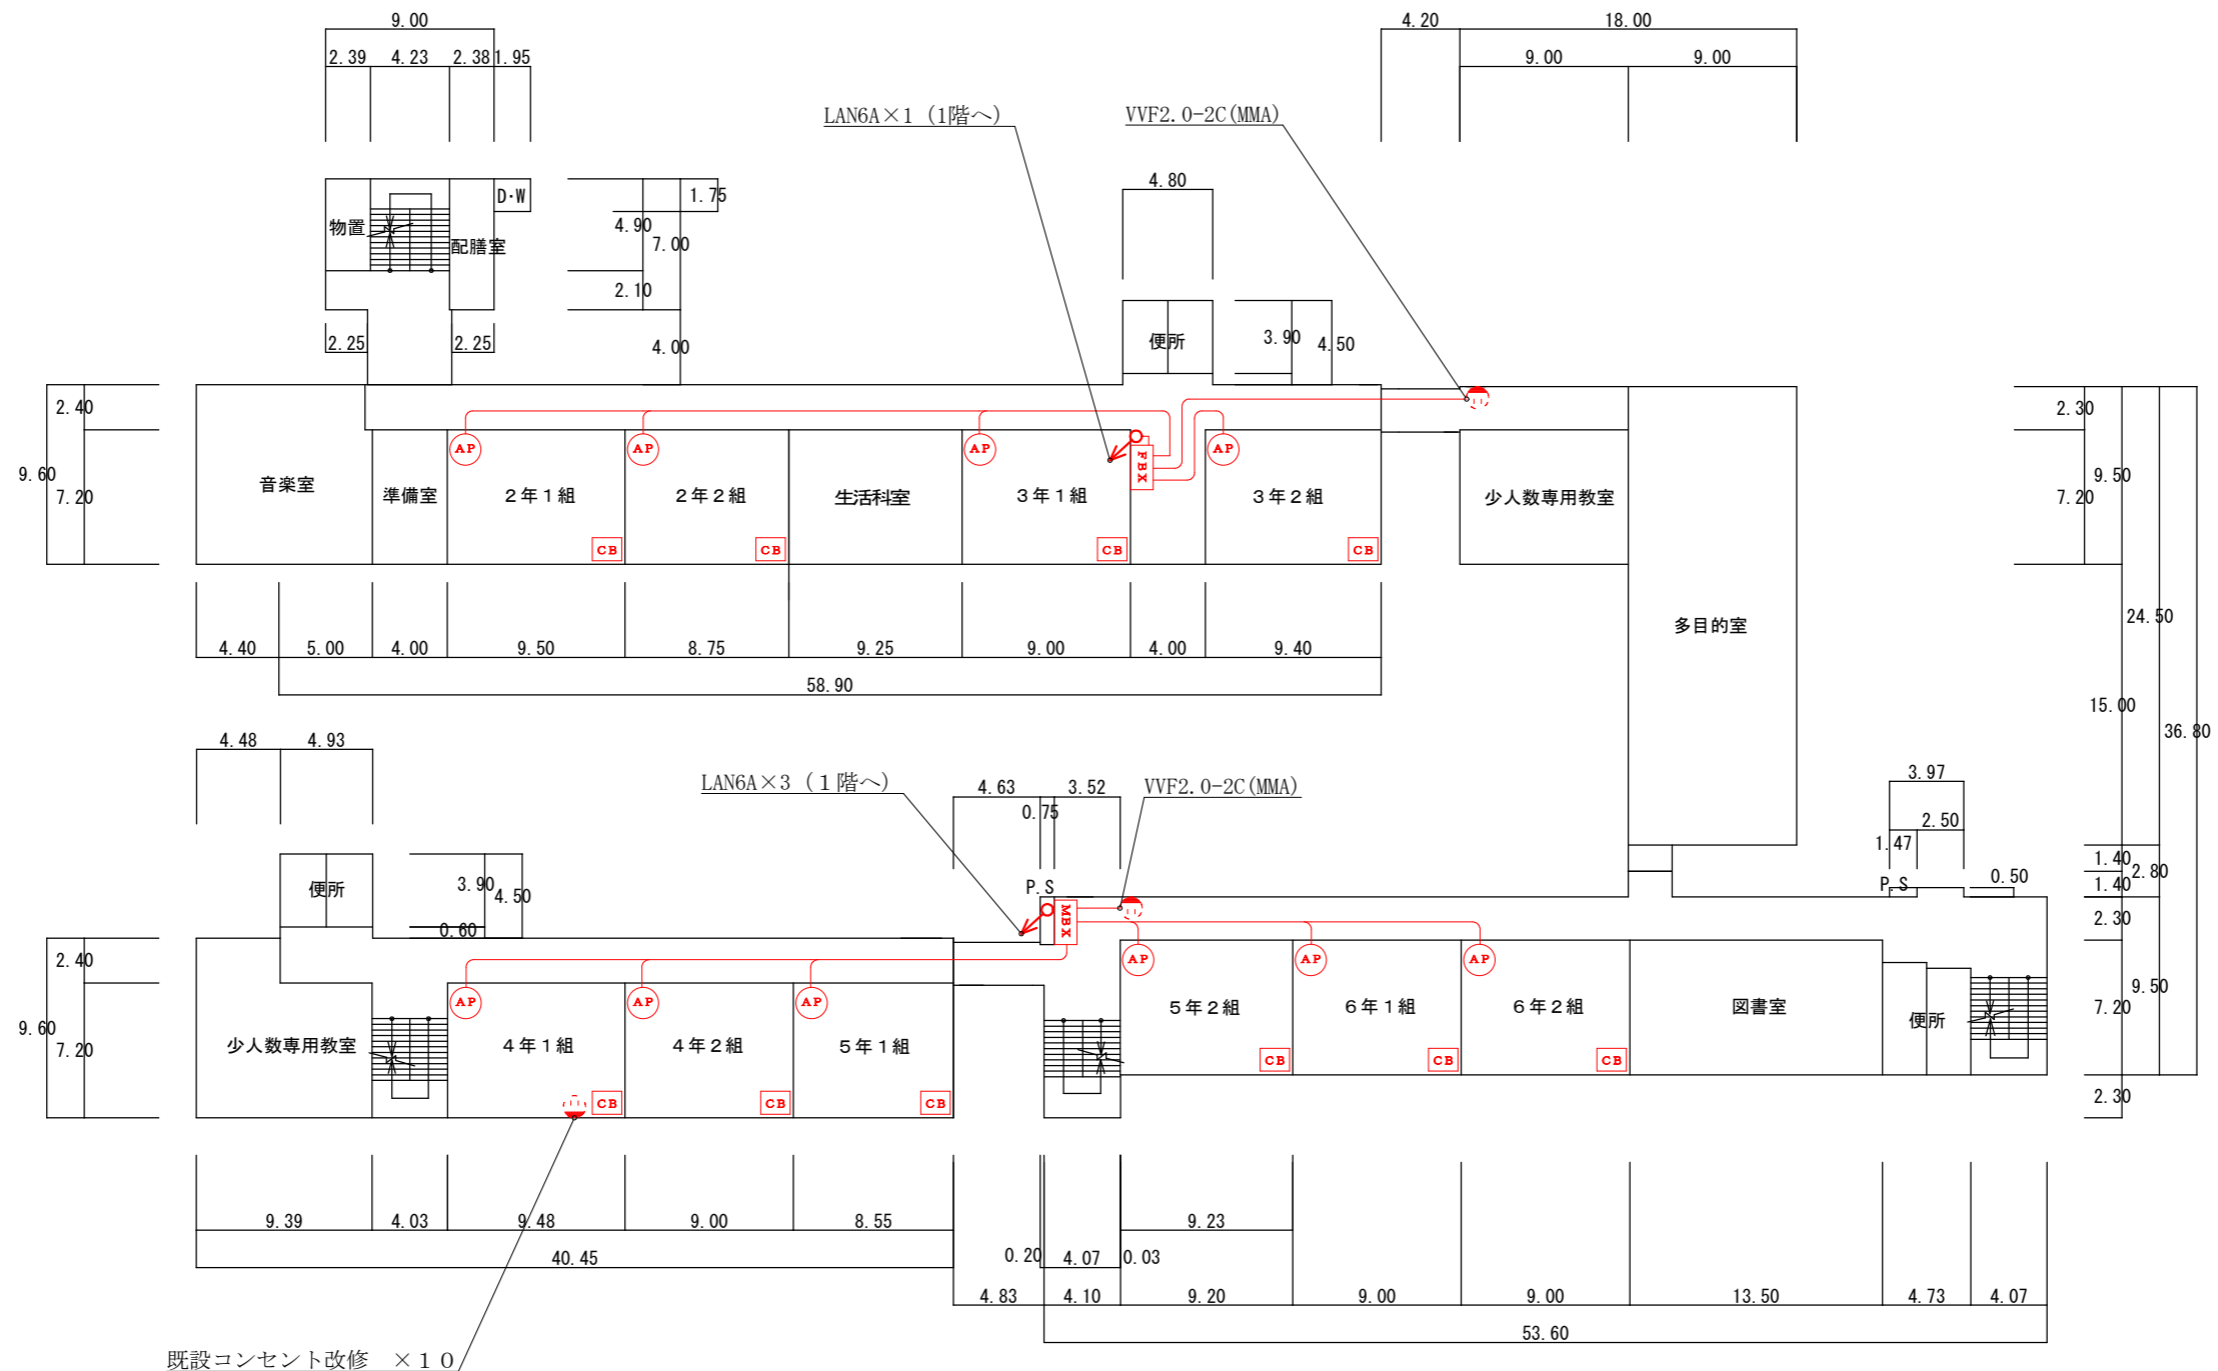 9.00
4.20 18.00
2.39 4.23 2.38 1.95
9.00 9.00
LAN6A×1 (1階へ)
VVF2.0-2C(MMA)
物置
配膳室
D・W
1.75
4.90
7.00
2.10
4.80
2.25 2.25
4.00
便所
3.90
4.50
2.40
9.60
7.20
AP AP AP AP
FBX
音楽室
準備室
2年1組
2年2組
生活科室
3年1組
3年2組
少人数専用教室
CB CB CB CB
2.30
9.50
7.20
多目的室
24.50
4.40 5.00 4.00 9.50 8.75 9.25 9.00 4.00 9.40
58.90
15.00
36.80
4.48 4.93
LAN6A×3 (1階へ)
4.63 3.52
0.75
VVF2.0-2C(MMA)
3.97
2.50
1.47
1.40
2.80
1.40
0.50
便所
3.90
4.50
0.60
P.S
MBX
P.S
2.30
2.40
9.60
7.20
AP AP AP AP AP AP
少人数専用教室
4年1組
4年2組
5年1組
5年2組
6年1組
6年2組
図書室
便所
9.50
7.20
CB CB CB CB CB CB
2.30
9.39 4.03 9.48 9.00 8.55
9.23
40.45
0.20 4.07 0.03
4.83 4.10 9.20 9.00 9.00 13.50 4.73 4.07
53.60
既設コンセント改修 ×10